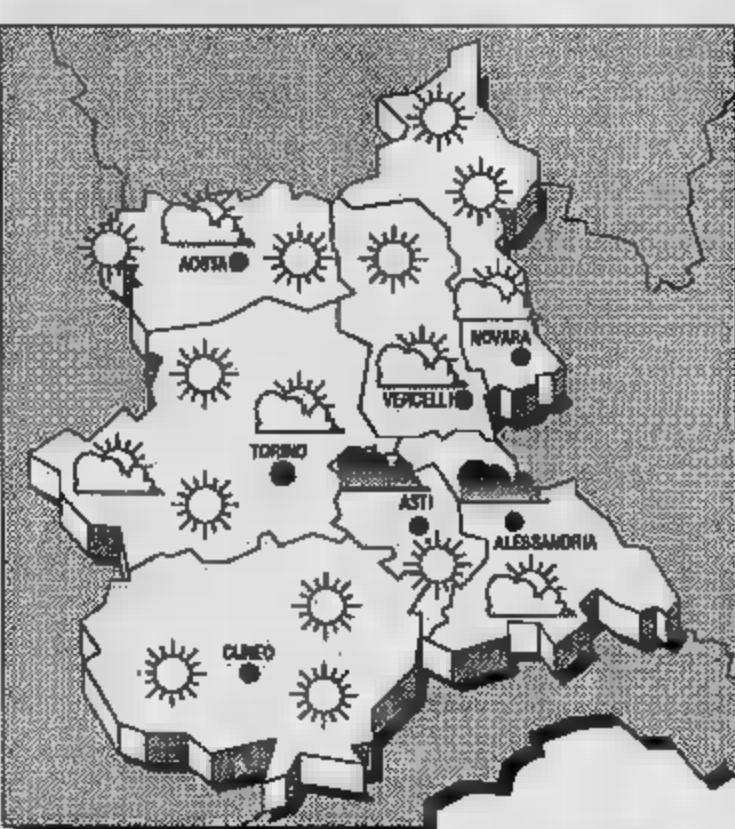 AOSTA
NOVARA
VERCELLI
TORINO
ASTI
ALESSANDRIA
CUNEO